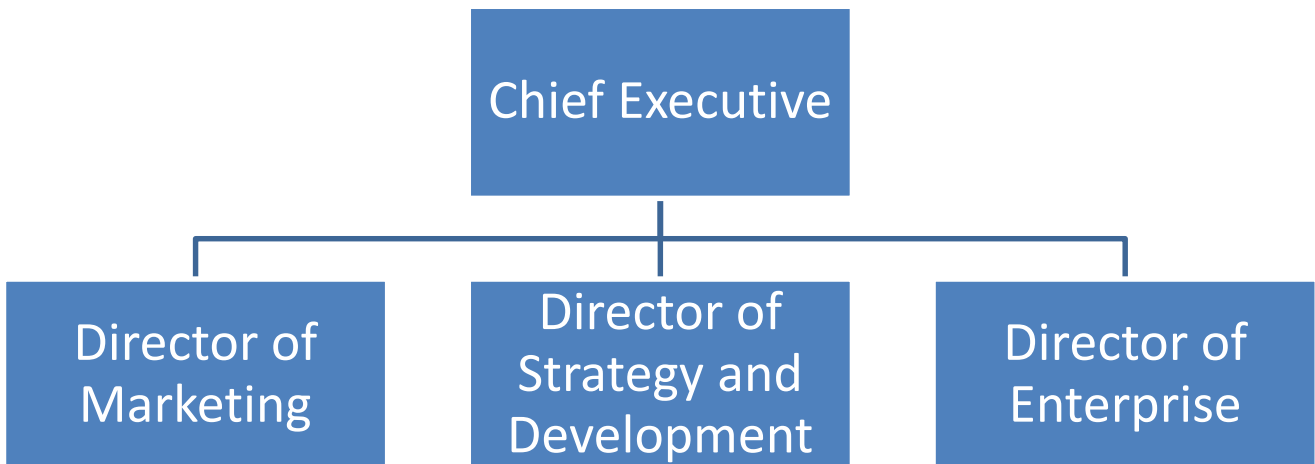 Chief Executive
Director of
Marketing
Director of
Strategy and
Development
Director of
Enterprise